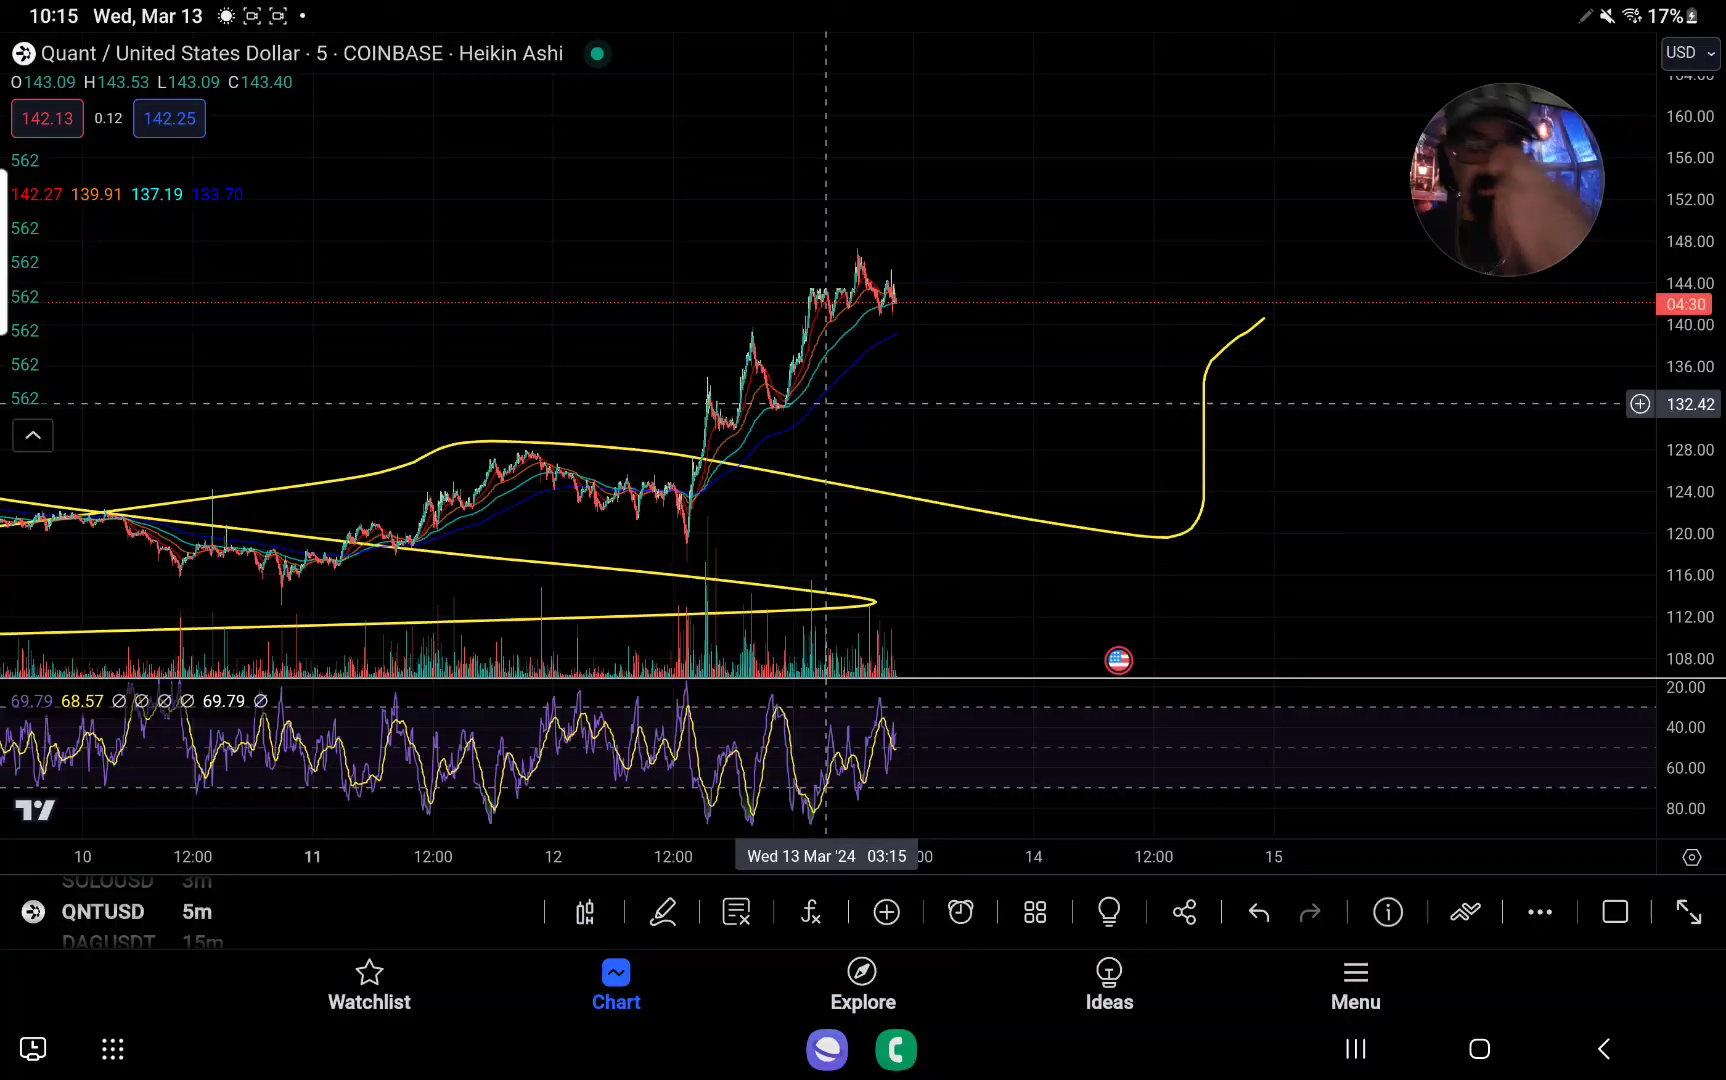 10:15 Wed, Mar 13
17%
Quant / United States Dollar · 5 · COINBASE · Heikin Ashi
USD
O143.09 H143.53 L143.09 C143.40
142.13 0.12 142.25
562
142.27 139.91 137.19 133.70
562
562
562
562
562
562
164.00
160.00
156.00
152.00
148.00
144.00
04:30
140.00
136.00
132.42
128.00
124.00
120.00
116.00
112.00
108.00
69.79 68.57 ∅ ∅ ∅ ∅ 69.79 ∅
20.00
40.00
60.00
80.00
10 12:00 11 12:00 12 12:00 Wed 13 Mar '24 03:15 :00 14 12:00 15
SOLOUSD 3m
QNTUSD 5m
DAGUSDT 15m
Watchlist
Chart
Explore
Ideas
Menu